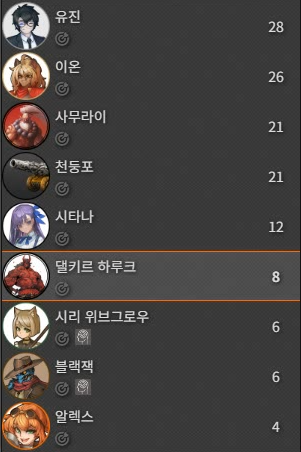 유진
28
이온
26
사무라이
21
천둥포
21
시타나
12
댈키르 하루크
8
시리 위브그로우
6
블랙잭
6
알렉스
4